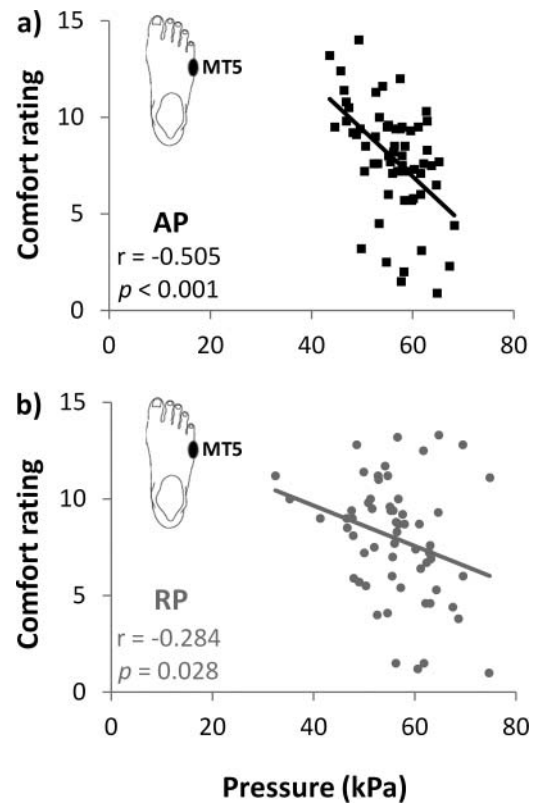 a)
Comfort rating
15
10
5
0
MT5
AP
r = -0.505
p < 0.001
0 20 40 60 80
b)
Comfort rating
15
10
5
0
MT5
RP
r = -0.284
p = 0.028
0 20 40 60 80
Pressure (kPa)